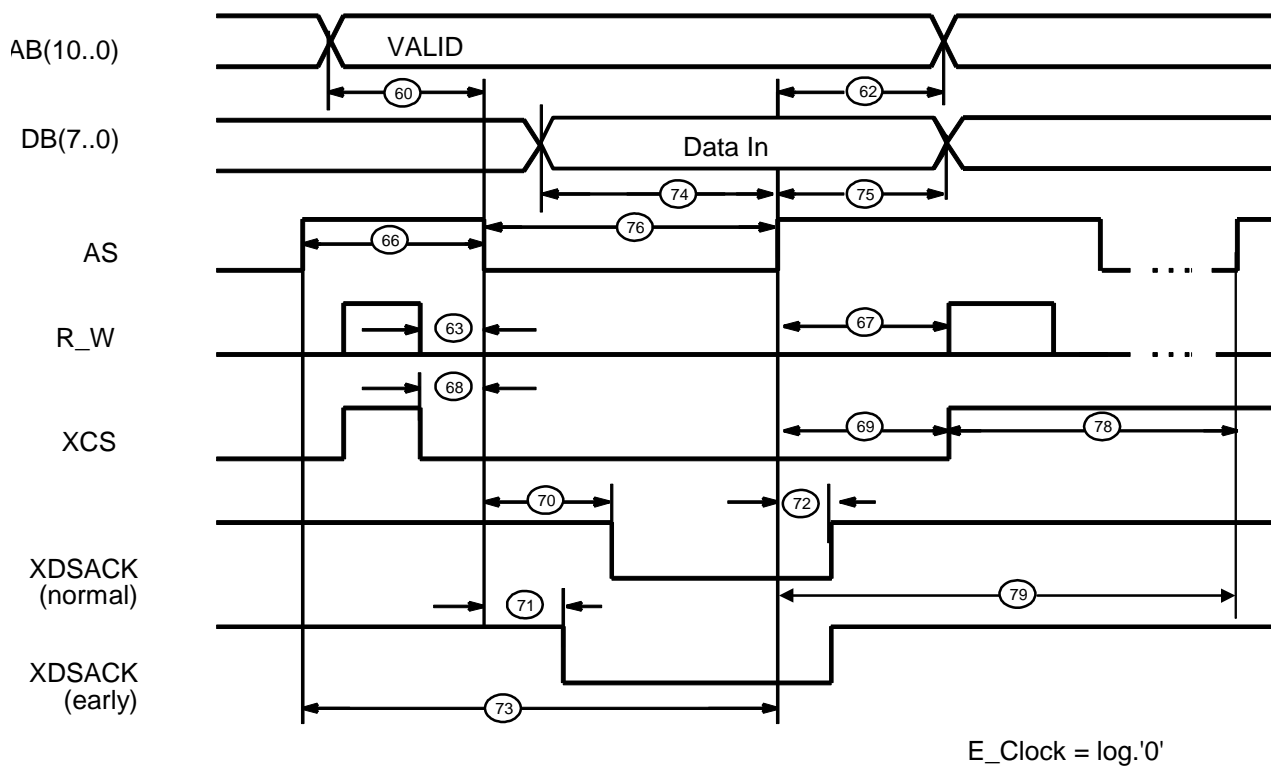 AB(10..0)
VALID
60
62
DB(7..0)
Data In
74
75
76
66
AS
63
67
R_W
68
69
78
XCS
70
72
XDSACK
(normal)
71
79
XDSACK
(early)
73
E_Clock = log.'0'